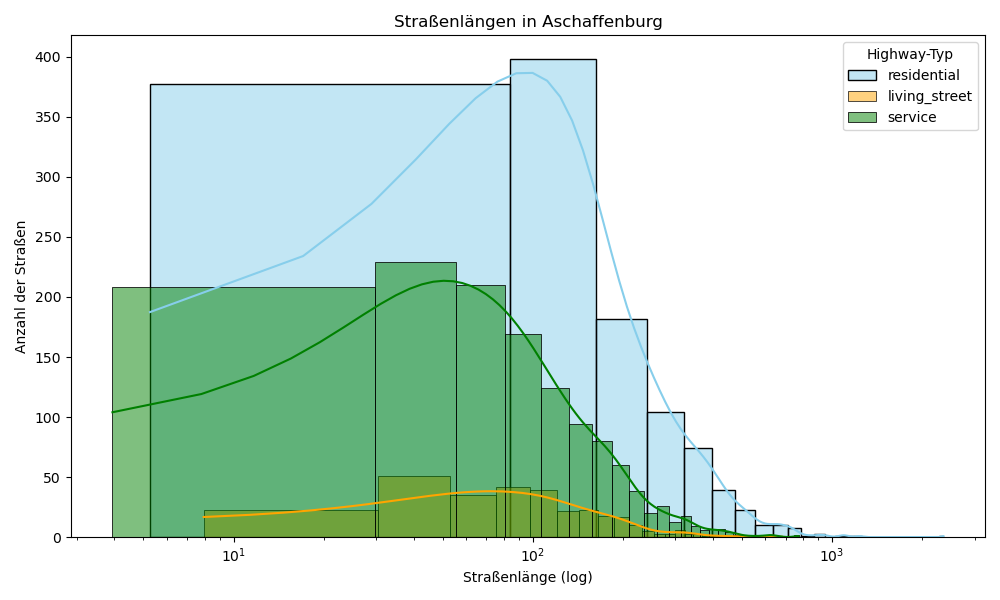 Straßenlängen in Aschaffenburg
Highway-Typ
residential
living_street
service
Anzahl der Straßen
400
350
300
250
200
150
100
50
0
10¹
10²
10³
Straßenlänge (log)